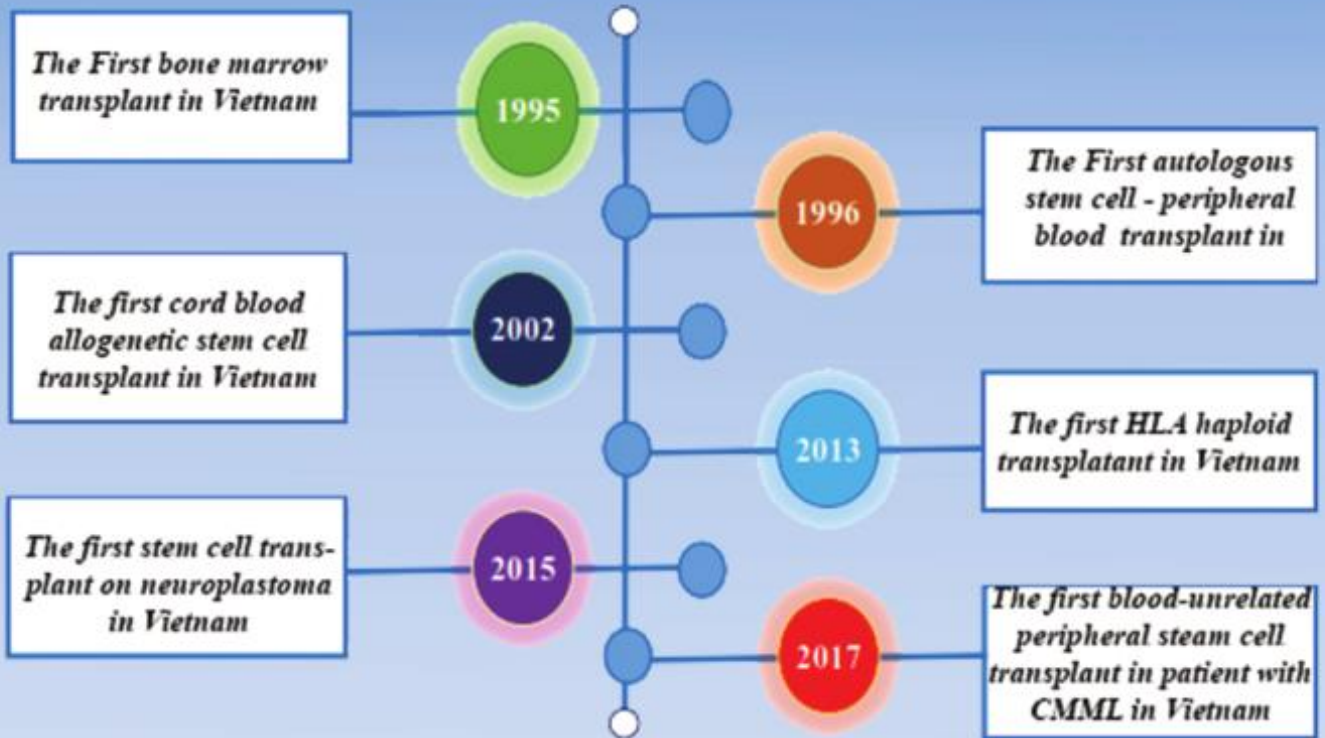 The First bone marrow
transplant in Vietnam
1995
1996
The First autologous
stem cell - peripheral
blood transplant in
The first cord blood
allogenetic stem cell
transplant in Vietnam
2002
2013
The first HLA haploid
transplatant in Vietnam
The first stem cell trans-
plant on neuroplastoma
in Vietnam
2015
2017
The first blood-unrelated
peripheral steam cell
transplant in patient with
CMML in Vietnam